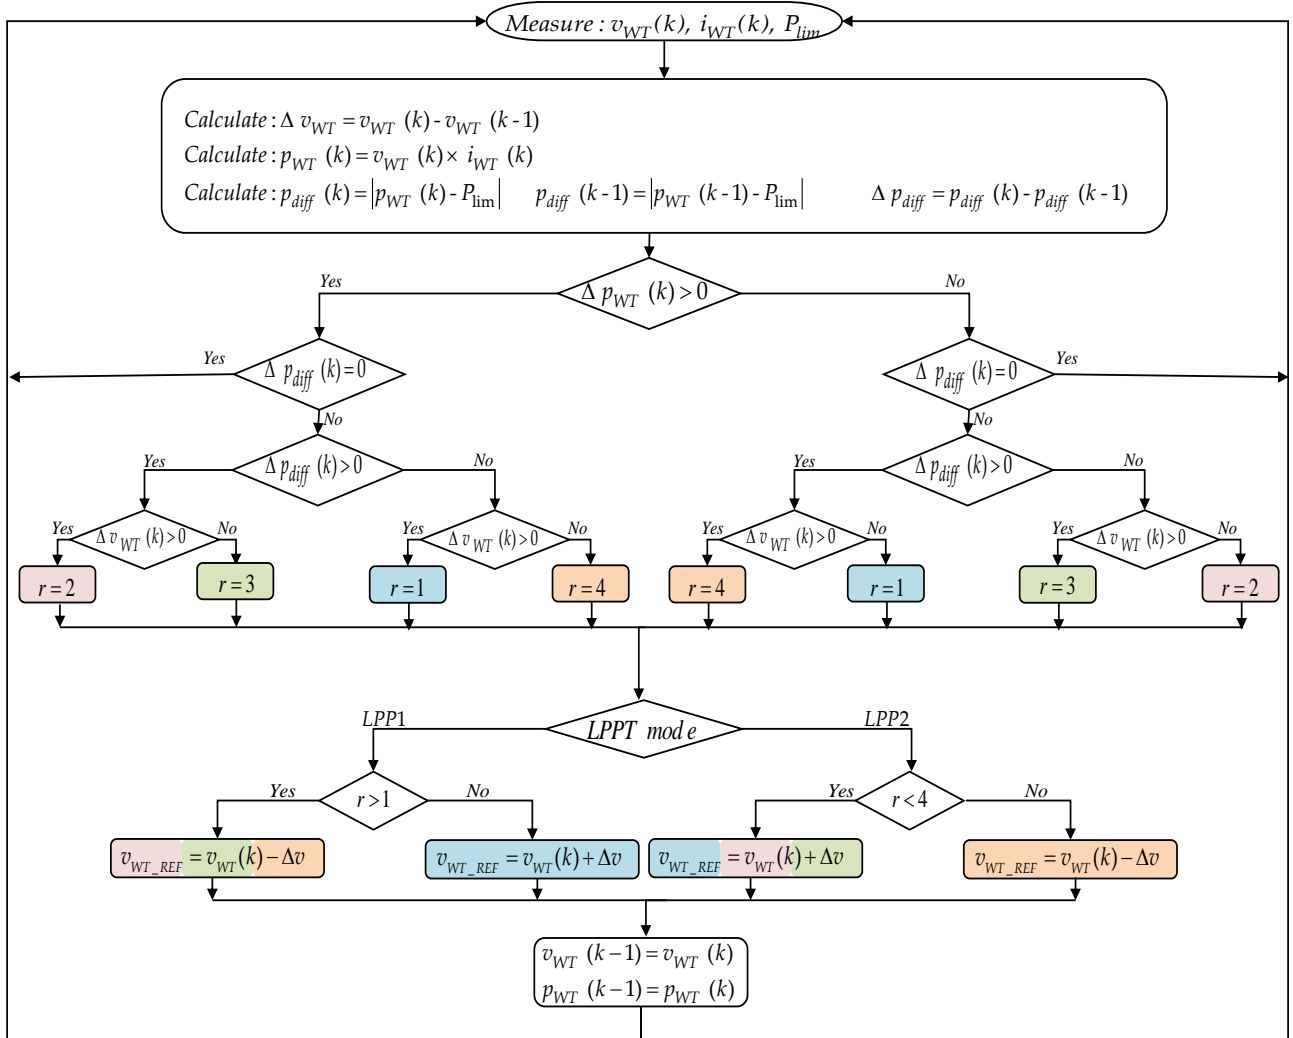 Measure : v_WT(k), i_WT(k), P_lim
Calculate : Δ v_WT = v_WT (k) - v_WT (k-1)
Calculate : p_WT (k) = v_WT (k) × i_WT (k)
Calculate : p_diff (k) = |p_WT (k) - P_lim| p_diff (k-1) = |p_WT (k-1) - P_lim| Δ p_diff = p_diff (k) - p_diff (k-1)
Yes Δ p_WT (k) > 0 No
Yes Δ p_diff (k) = 0 Δ p_diff (k) = 0 Yes
No No
Yes Δ p_diff (k) > 0 No Yes Δ p_diff (k) > 0 No
Yes Δ v_WT (k) > 0 No Yes Δ v_WT (k) > 0 No Yes Δ v_WT (k) > 0 No Yes Δ v_WT (k) > 0 No
r = 2 r = 3 r = 1 r = 4 r = 4 r = 1 r = 3 r = 2
LPP1 LPPT mode LPP2
Yes r > 1 No Yes r < 4 No
v_WT_REF = v_WT(k) − Δv v_WT_REF = v_WT(k) + Δv v_WT_REF = v_WT(k) + Δv v_WT_REF = v_WT(k) − Δv
v_WT (k−1) = v_WT (k)
p_WT (k−1) = p_WT (k)